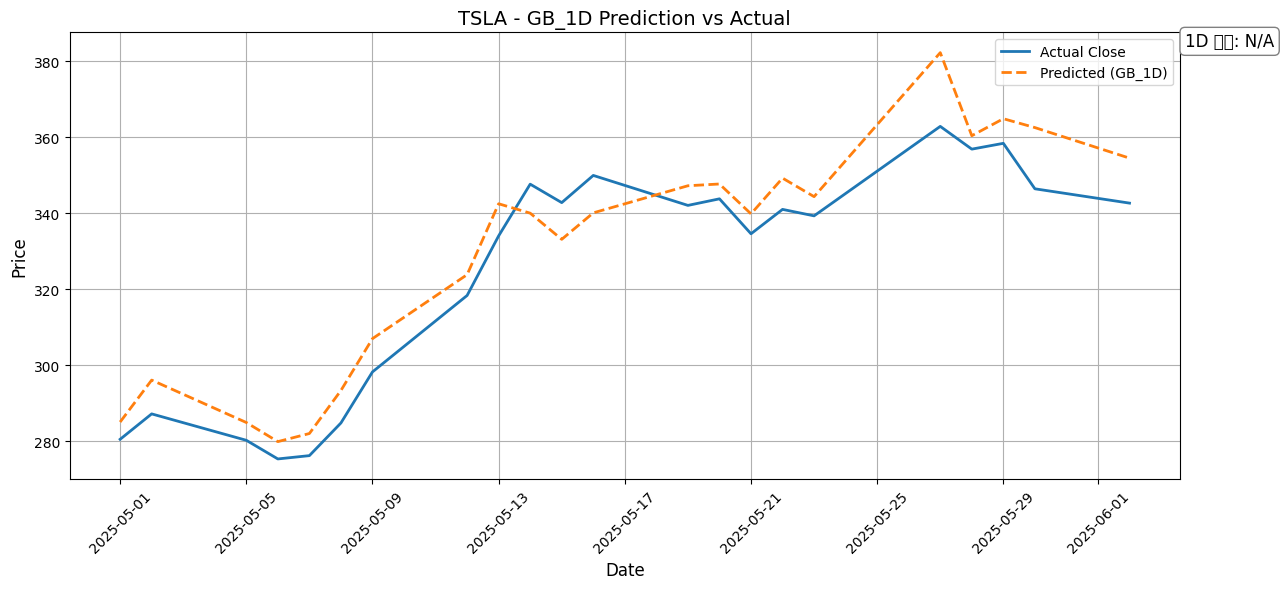 TSLA - GB_1D Prediction vs Actual
1D : N/A
Actual Close
Predicted (GB_1D)
Price
380
360
340
320
300
280
2025-05-01
2025-05-05
2025-05-09
2025-05-13
2025-05-17
2025-05-21
2025-05-25
2025-05-29
2025-06-01
Date